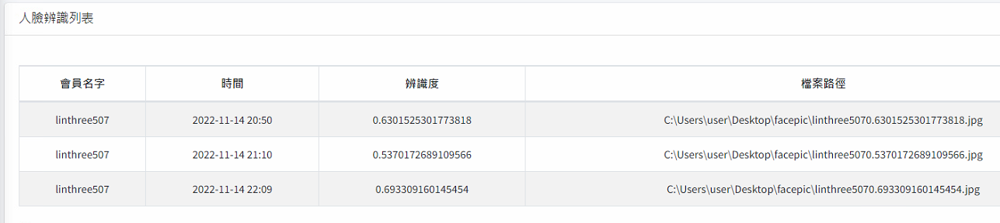 人臉辨識列表
會員名字 時間 辨識度 檔案路徑
linthree507 2022-11-14 20:50 0.6301525301773818 C:\Users\user\Desktop\facepic\linthree5070.6301525301773818.jpg
linthree507 2022-11-14 21:10 0.5370172689109566 C:\Users\user\Desktop\facepic\linthree5070.5370172689109566.jpg
linthree507 2022-11-14 22:09 0.693309160145454 C:\Users\user\Desktop\facepic\linthree5070.693309160145454.jpg